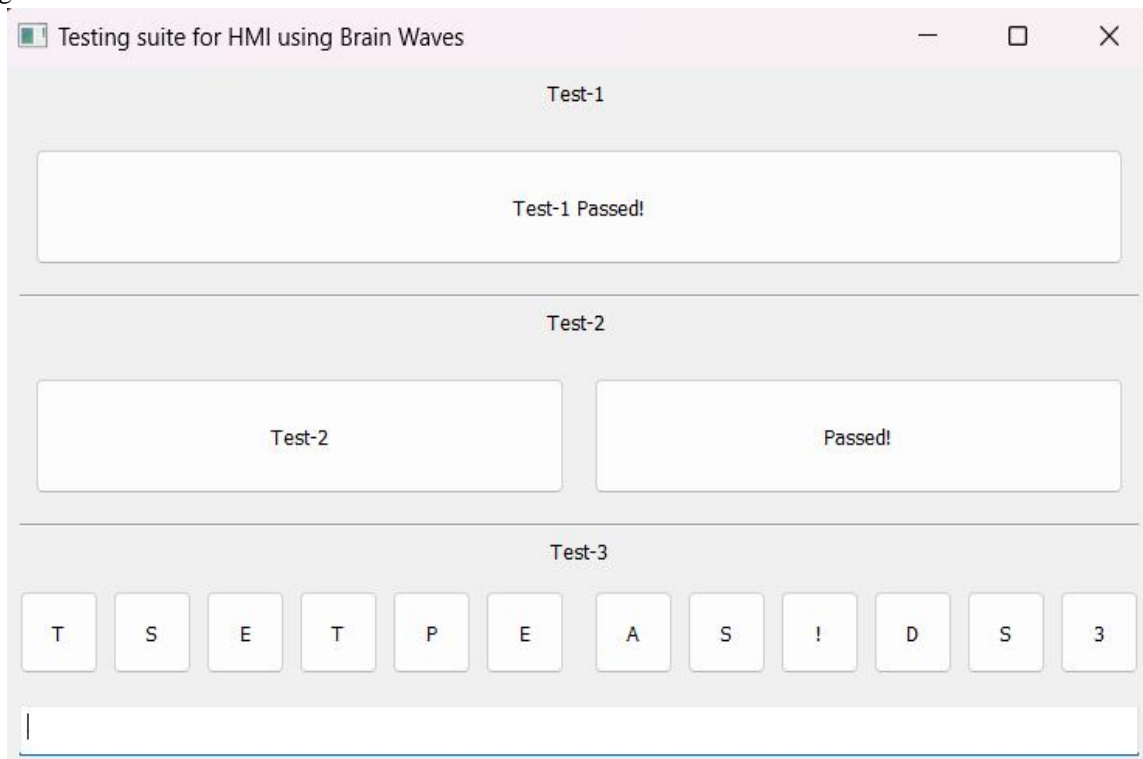 Testing suite for HMI using Brain Waves
Test-1
Test-1 Passed!
Test-2
Test-2 Passed!
Test-3
T S E T P E A S ! D S 3